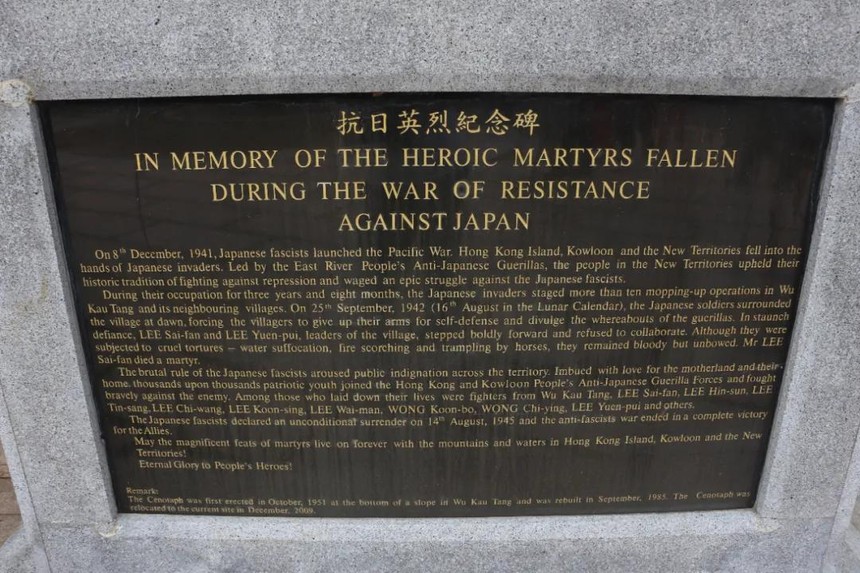 抗日英烈紀念碑
IN MEMORY OF THE HEROIC MARTYRS FALLEN
DURING THE WAR OF RESISTANCE
AGAINST JAPAN
On 8th December, 1941, Japanese fascists launched the Pacific War. Hong Kong Island, Kowloon and the New Territories fell into the
hands of Japanese invaders. Led by the East River People's Anti-Japanese Guerillas, the people in the New Territories upheld their
historic tradition of fighting against repression and waged an epic struggle against the Japanese fascists.
During their occupation for three years and eight months, the Japanese invaders staged more than ten mopping-up operations in Wu
Kau Tang and its neighbouring villages. On 25th September, 1942 (16th August in the Lunar Calendar), the Japanese soldiers surrounded
the village at dawn, forcing the villagers to give up their arms for self-defense and divulge the whereabouts of the guerillas. In staunch
defiance, LEE Sai-fan and LEE Yuen-pui, leaders of the village, stepped boldly forward and refused to collaborate. Although they were
subjected to cruel tortures – water suffocation, fire scorching and trampling by horses, they remained bloody but unbowed. Mr LEE
Sai-fan died a martyr.
The brutal rule of the Japanese fascists aroused public indignation across the territory. Imbued with love for the motherland and their
home, thousands upon thousands patriotic youth joined the Hong Kong and Kowloon People's Anti-Japanese Guerilla Forces and fought
bravely against the enemy. Among those who laid down their lives were fighters from Wu Kau Tang, LEE Sai-fan, LEE Hin-sun, LEE
Tin-sang, LEE Chi-wang, LEE Koon-sing, LEE Wai-man, WONG Koon-bo, WONG Chi-ying, LEE Yuen-pui and others.
The Japanese fascists declared an unconditional surrender on 14th August, 1945 and the anti-fascists war ended in a complete victory
for the Allies.
May the magnificent feats of martyrs live on forever with the mountains and waters in Hong Kong Island, Kowloon and the New
Territories!
Eternal Glory to People's Heroes!
Remark:
The Cenotaph was first erected in October, 1951 at the bottom of a slope in Wu Kau Tang and was rebuilt in September, 1985. The Cenotaph was
relocated to the current site in December, 2009.